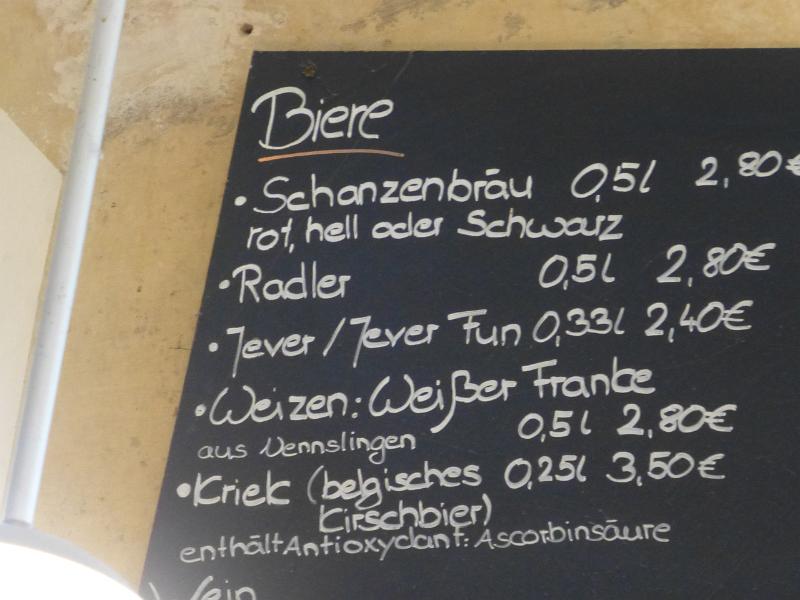 Biere
• Schanzenbräu 0,5l 2,80€
rot, hell oder Schwarz
• Radler 0,5l 2,80€
• Jever / Jever Fun 0,33l 2,40€
• Weizen: Weißer Franke
aus Nennslingen 0,5l 2,80€
• Kriek (belgisches 0,25l 3,50€
Kirschbier)
enthält Antioxydant: Ascorbinsäure
Wein